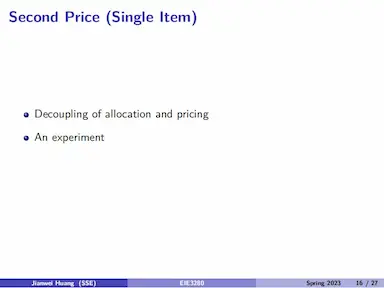 Second Price (Single Item)
Decoupling of allocation and pricing
An experiment
Jianwei Huang (SSE) EIE3280 Spring 2023 16 / 27